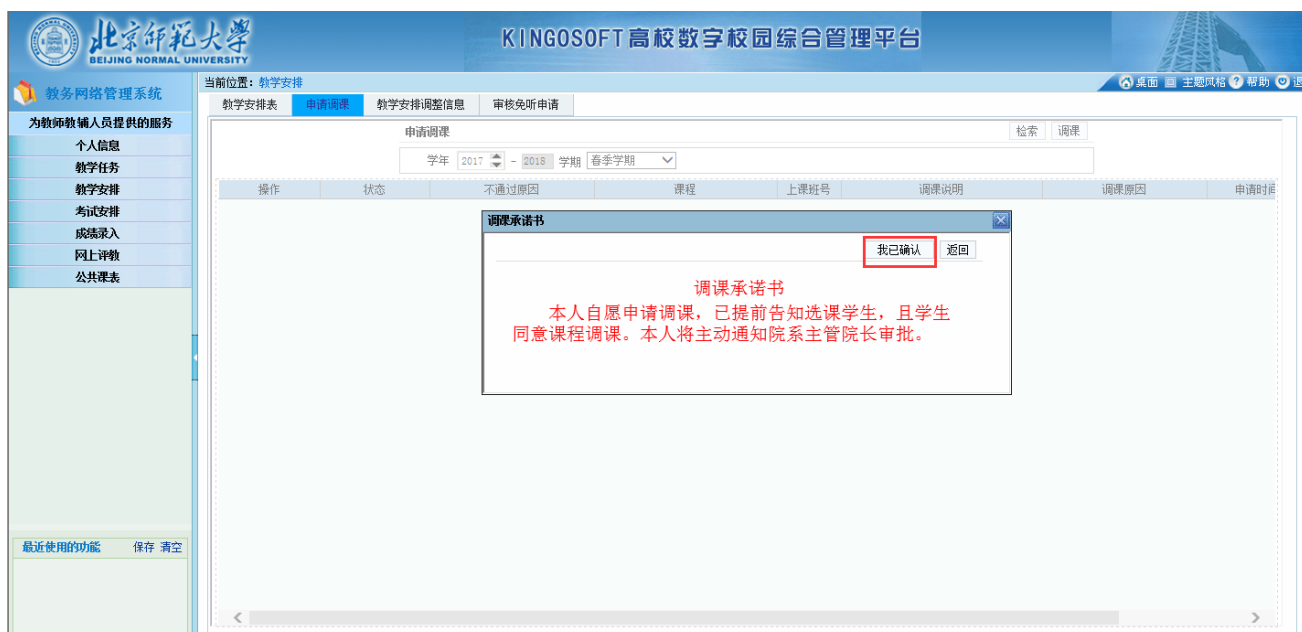 北京师范大学
BEIJING NORMAL UNIVERSITY
KINGOSOFT高校数字校园综合管理平台
教务网络管理系统
当前位置：教学安排
桌面 主题风格 帮助
教学安排表 申请调课 教学安排调整信息 审核免听申请
为教师教辅人员提供的服务
个人信息
教学任务
教学安排
考试安排
成绩录入
网上评教
公共课表
申请调课
检索 调课
学年 2017 - 2018 学期 春季学期
操作 状态 不通过原因 课程 上课班号 调课说明 调课原因 申请时间
调课承诺书
我已确认 返回
调课承诺书
本人自愿申请调课，已提前告知选课学生，且学生
同意课程调课。本人将主动通知院系主管院长审批。
最近使用的功能 保存 清空